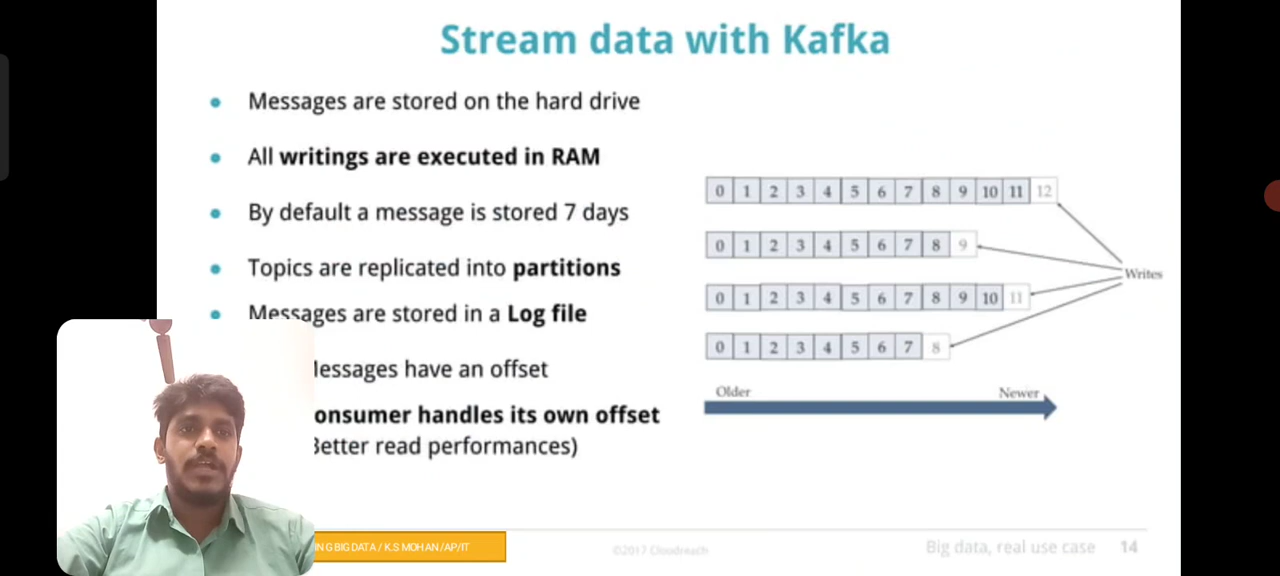 Stream data with Kafka
Messages are stored on the hard drive
All writings are executed in RAM
By default a message is stored 7 days
Topics are replicated into partitions
Messages are stored in a Log file
essages have an offset
onsumer handles its own offset
Better read performances)
0 1 2 3 4 5 6 7 8 9 10 11 12
0 1 2 3 4 5 6 7 8 9
0 1 2 3 4 5 6 7 8 9 10 11
0 1 2 3 4 5 6 7 8
Writes
Older
Newer
ING BIG DATA / K.S MOHAN /AP/IT
©2017 Cloudreach
Big data, real use case
14